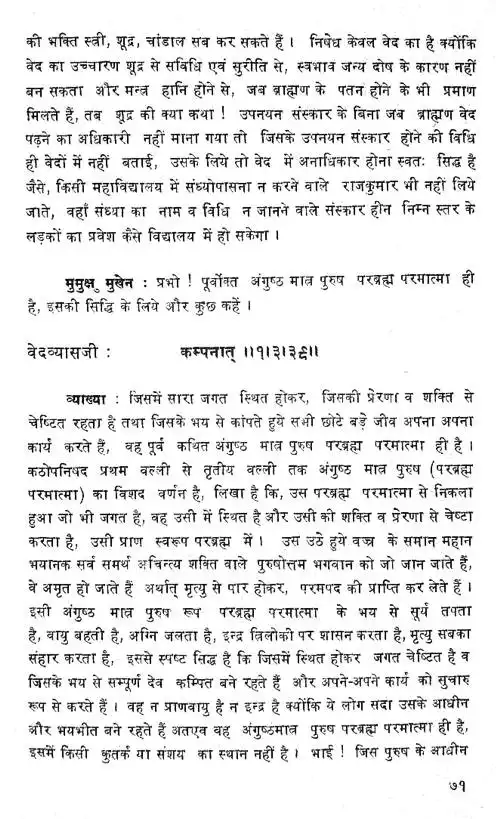 की भक्ति स्त्री, शूद्र, चांडाल सब कर सकते हैं। निषेध केवल वेद का है क्योंकि
वेद का उच्चारण शूद्र से सविधि एवं सुरीति से, स्वभाव जन्य दोष के कारण नहीं
बन सकता और मन्त्र हानि होने से, जब ब्राह्मण के पतन होने के भी प्रमाण
मिलते हैं, तब शूद्र की क्या कथा ! उपनयन संस्कार के बिना जब ब्राह्मण वेद
पढ़ने का अधिकारी नहीं माना गया तो जिसके उपनयन संस्कार होने की विधि
ही वेदों में नहीं बताई, उसके लिये तो वेद में अनाधिकार होना स्वतः सिद्ध है
जैसे, किसी महाविद्यालय में संध्योपासना न करने वाले राजकुमार भी नहीं लिये
जाते, वहाँ संध्या का नाम व विधि न जानने वाले संस्कार हीन निम्न स्तर के
लड़कों का प्रवेश कैसे विद्यालय में हो सकेगा।
मुमुक्षु मुखेन : प्रभो ! पूर्वोक्त अंगुष्ठ मात्र पुरुष परब्रह्म परमात्मा ही
है, इसकी सिद्धि के लिये और कुछ कहें।
वेदव्यासजी : कम्पनात् ॥१।३।३९॥
व्याख्या : जिसमें सारा जगत स्थित होकर, जिसकी प्रेरणा व शक्ति से
चेष्टित रहता है तथा जिसके भय से कांपते हुये सभी छोटे बड़े जीव अपना अपना
कार्य करते हैं, वह पूर्व कथित अंगुष्ठ मात्र पुरुष परब्रह्म परमात्मा ही है।
कठोपनिषद प्रथम वल्ली से तृतीय वल्ली तक अंगुष्ठ मात्र पुरुष (परब्रह्म
परमात्मा) का विशद वर्णन है, लिखा है कि, उस परब्रह्म परमात्मा से निकला
हुआ जो भी जगत है, वह उसी में स्थित है और उसी की शक्ति व प्रेरणा से चेष्टा
करता है, उसी प्राण स्वरूप परब्रह्म में। उस उठे हुये वज्र के समान महान
भयानक सर्व समर्थ अचिन्त्य शक्ति वाले पुरुषोत्तम भगवान को जो जान जाते हैं,
वे अमृत हो जाते हैं अर्थात् मृत्यु से पार होकर, परमपद की प्राप्ति कर लेते हैं।
इसी अंगुष्ठ मात्र पुरुष रूप परब्रह्म परमात्मा के भय से सूर्य तपता
है, वायु बहती है, अग्नि जलता है, इन्द्र त्रिलोकी पर शासन करता है, मृत्यु सबका
संहार करता है, इससे स्पष्ट सिद्ध है कि जिसमें स्थित होकर जगत चेष्टित है व
जिसके भय से सम्पूर्ण देव कम्पित बने रहते हैं और अपने-अपने कार्य को सुचारु
रूप से करते हैं। वह न प्राणवायु है न इन्द्र है क्योंकि ये लोग सदा उसके आधीन
और भयभीत बने रहते हैं अतएव वह अंगुष्ठमात्र पुरुष परब्रह्म परमात्मा ही है,
इसमें किसी कुतर्क या संशय का स्थान नहीं है। भाई ! जिस पुरुष के आधीन
७१